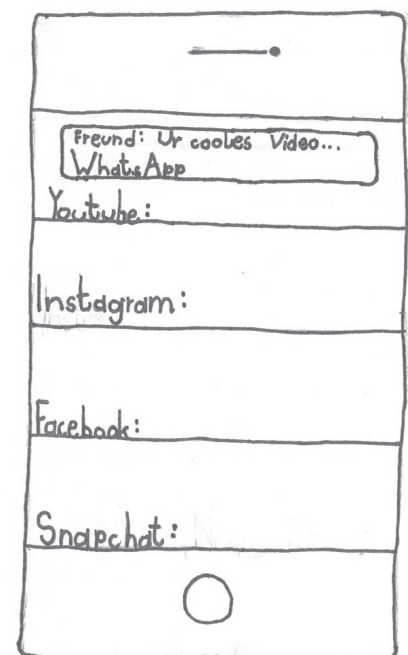 Freund: Ur cooles Video...
WhatsApp
Youtube:
Instagram:
Facebook:
Snapchat: